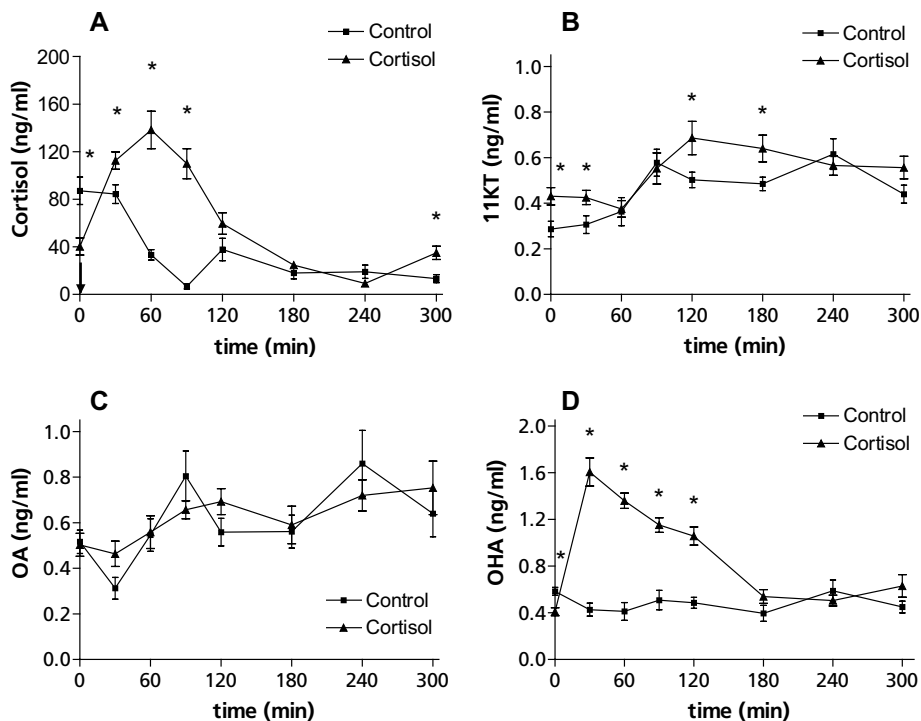 A
Control
Cortisol
200
160
120
80
40
0
Cortisol (ng/ml)
* * * * *
0 60 120 180 240 300
time (min)
B
Control
Cortisol
1.0
0.8
0.6
0.4
0.2
0.0
11KT (ng/ml)
* * * *
0 60 120 180 240 300
time (min)
C
1.0
0.8
0.6
0.4
0.2
0.0
OA (ng/ml)
Control
Cortisol
0 60 120 180 240 300
time (min)
D
Control
Cortisol
2.0
1.6
1.2
0.8
0.4
0.0
OHA (ng/ml)
* * * * *
0 60 120 180 240 300
time (min)